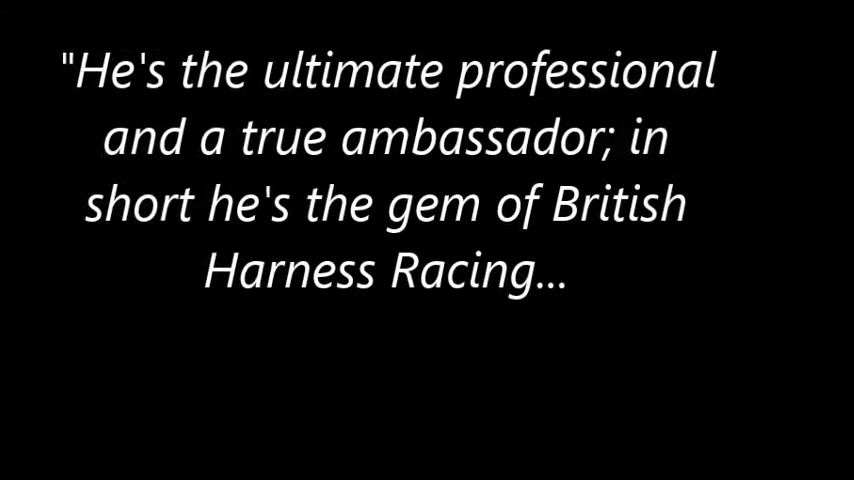 "He's the ultimate professional
and a true ambassador; in
short he's the gem of British
Harness Racing...